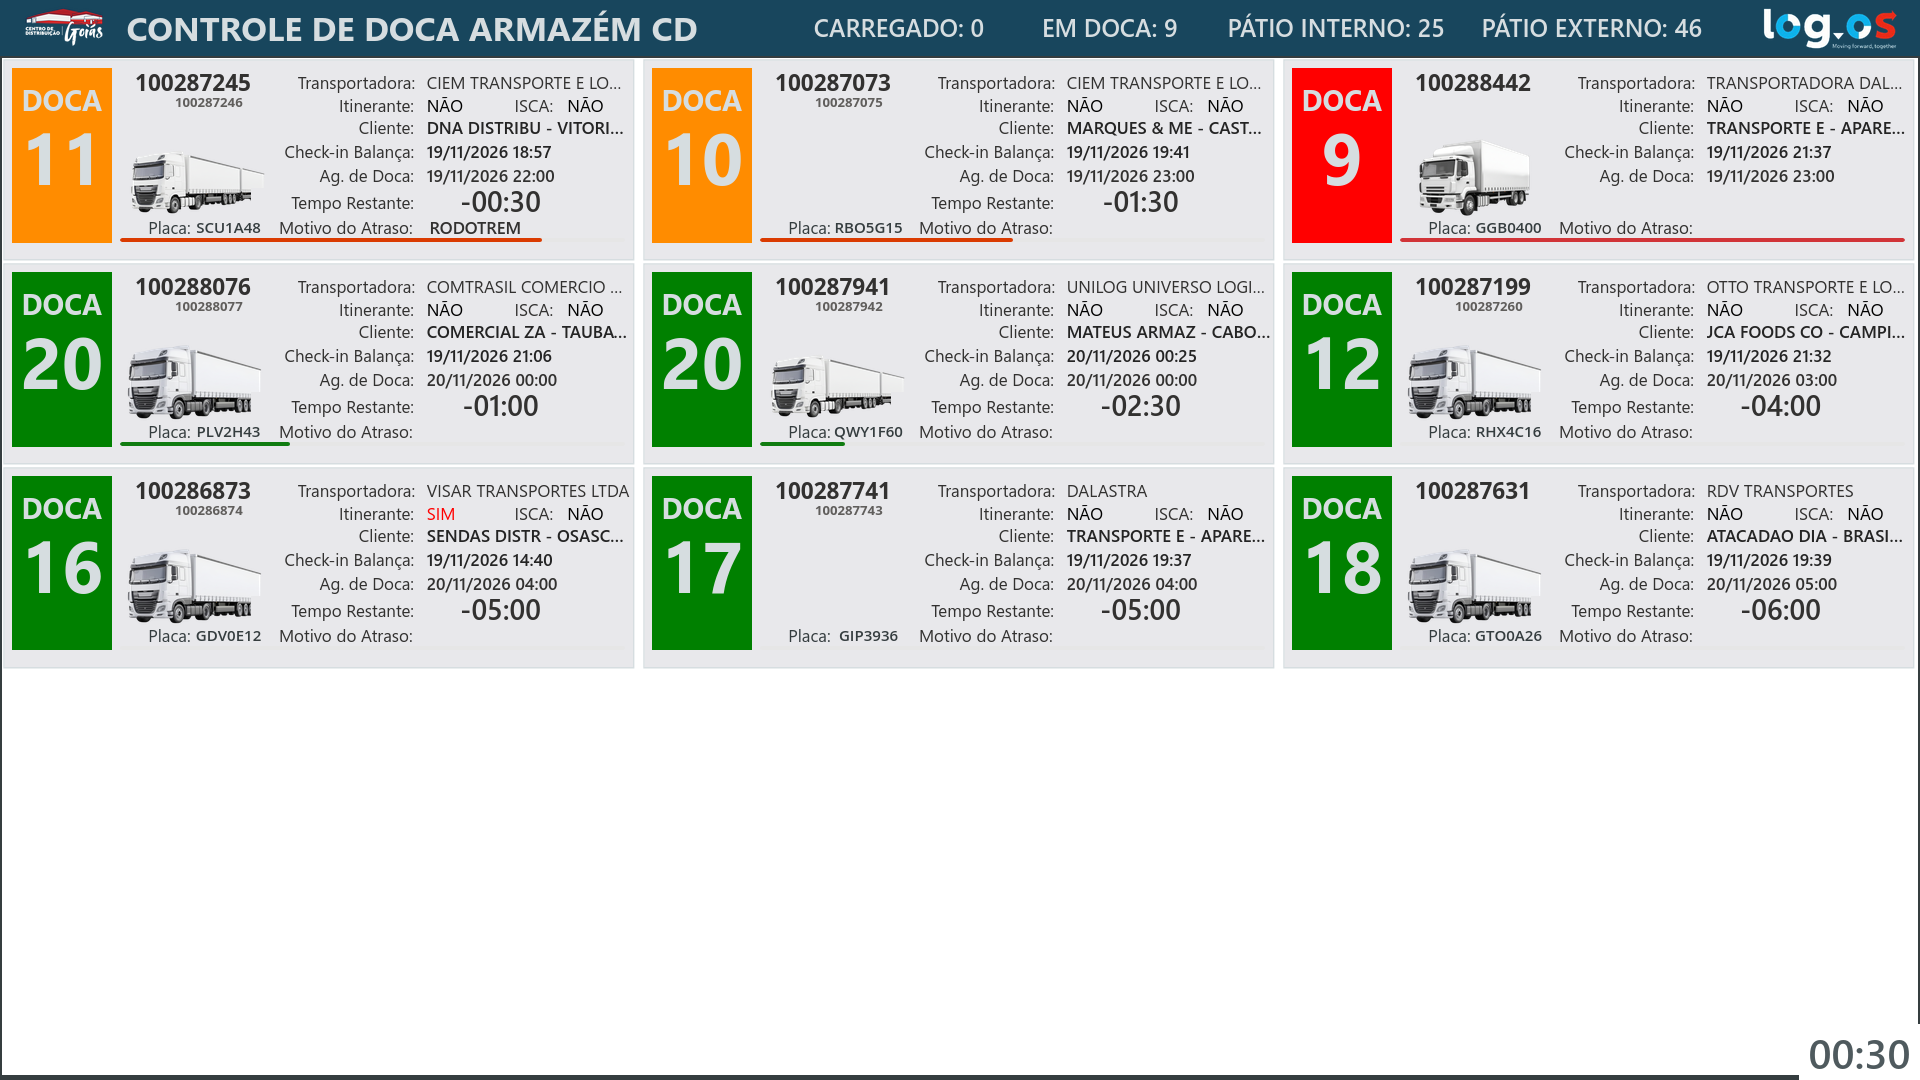 CENTRO DE DISTRIBUIÇÃO Goiás
CONTROLE DE DOCA ARMAZÉM CD
CARREGADO: 0
EM DOCA: 9
PÁTIO INTERNO: 25
PÁTIO EXTERNO: 46
log.os
Moving forward, together
DOCA
11
100287245
100287246
Transportadora: CIEM TRANSPORTE E LO...
Itinerante: NÃO ISCA: NÃO
Cliente: DNA DISTRIBU - VITORI...
Check-in Balança: 19/11/2026 18:57
Ag. de Doca: 19/11/2026 22:00
Tempo Restante: -00:30
Placa: SCU1A48 Motivo do Atraso: RODOTREM
DOCA
10
100287073
100287075
Transportadora: CIEM TRANSPORTE E LO...
Itinerante: NÃO ISCA: NÃO
Cliente: MARQUES & ME - CAST...
Check-in Balança: 19/11/2026 19:41
Ag. de Doca: 19/11/2026 23:00
Tempo Restante: -01:30
Placa: RBO5G15 Motivo do Atraso:
DOCA
9
100288442
Transportadora: TRANSPORTADORA DAL...
Itinerante: NÃO ISCA: NÃO
Cliente: TRANSPORTE E - APARE...
Check-in Balança: 19/11/2026 21:37
Ag. de Doca: 19/11/2026 23:00
Placa: GGB0400 Motivo do Atraso:
DOCA
20
100288076
100288077
Transportadora: COMTRASIL COMERCIO ...
Itinerante: NÃO ISCA: NÃO
Cliente: COMERCIAL ZA - TAUBA...
Check-in Balança: 19/11/2026 21:06
Ag. de Doca: 20/11/2026 00:00
Tempo Restante: -01:00
Placa: PLV2H43 Motivo do Atraso:
DOCA
20
100287941
100287942
Transportadora: UNILOG UNIVERSO LOGI...
Itinerante: NÃO ISCA: NÃO
Cliente: MATEUS ARMAZ - CABO...
Check-in Balança: 20/11/2026 00:25
Ag. de Doca: 20/11/2026 00:00
Tempo Restante: -02:30
Placa: QWY1F60 Motivo do Atraso:
DOCA
12
100287199
100287260
Transportadora: OTTO TRANSPORTE E LO...
Itinerante: NÃO ISCA: NÃO
Cliente: JCA FOODS CO - CAMPI...
Check-in Balança: 19/11/2026 21:32
Ag. de Doca: 20/11/2026 03:00
Tempo Restante: -04:00
Placa: RHX4C16 Motivo do Atraso:
DOCA
16
100286873
100286874
Transportadora: VISAR TRANSPORTES LTDA
Itinerante: SIM ISCA: NÃO
Cliente: SENDAS DISTR - OSASC...
Check-in Balança: 19/11/2026 14:40
Ag. de Doca: 20/11/2026 04:00
Tempo Restante: -05:00
Placa: GDV0E12 Motivo do Atraso:
DOCA
17
100287741
100287743
Transportadora: DALASTRA
Itinerante: NÃO ISCA: NÃO
Cliente: TRANSPORTE E - APARE...
Check-in Balança: 19/11/2026 19:37
Ag. de Doca: 20/11/2026 04:00
Tempo Restante: -05:00
Placa: GIP3936 Motivo do Atraso:
DOCA
18
100287631
Transportadora: RDV TRANSPORTES
Itinerante: NÃO ISCA: NÃO
Cliente: ATACADAO DIA - BRASI...
Check-in Balança: 19/11/2026 19:39
Ag. de Doca: 20/11/2026 05:00
Tempo Restante: -06:00
Placa: GTO0A26 Motivo do Atraso:
00:30